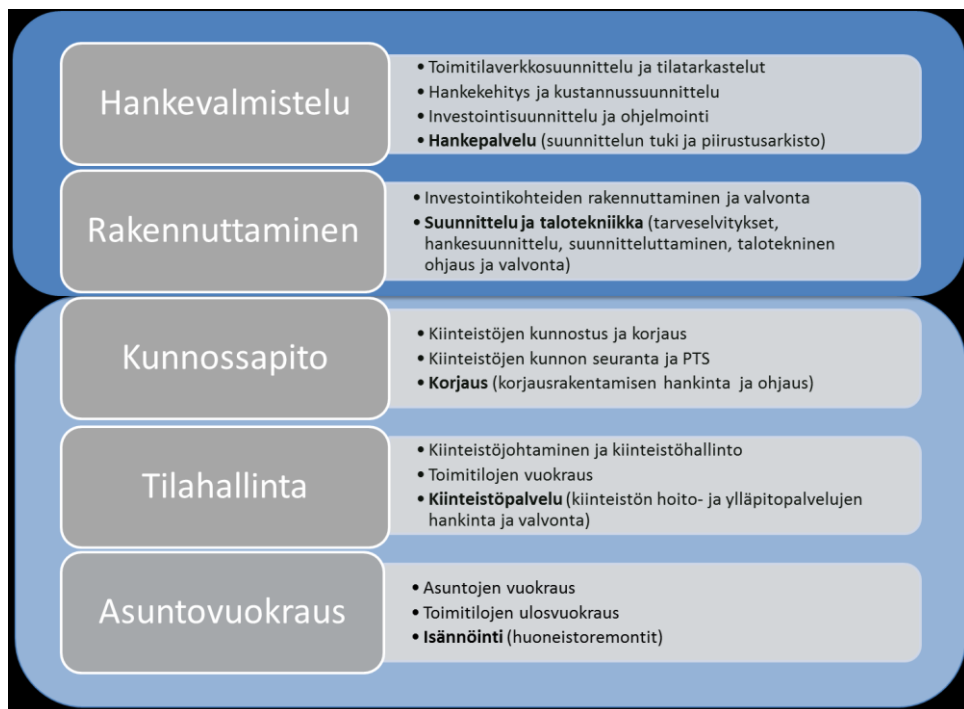 Hankevalmistelu
• Toimitilaverkkosuunnittelu ja tilatarkastelut
• Hankekehitys ja kustannussuunnittelu
• Investointisuunnittelu ja ohjelmointi
• Hankepalvelu (suunnittelun tuki ja piirustusarkisto)
Rakennuttaminen
• Investointikohteiden rakennuttaminen ja valvonta
• Suunnittelu ja talotekniikka (tarveselvitykset,
hankesuunnittelu, suunnitteluttaminen, talotekninen
ohjaus ja valvonta)
Kunnossapito
• Kiinteistöjen kunnostus ja korjaus
• Kiinteistöjen kunnon seuranta ja PTS
• Korjaus (korjausrakentamisen hankinta ja ohjaus)
Tilahallinta
• Kiinteistöjohtaminen ja kiinteistöhallinto
• Toimitilojen vuokraus
• Kiinteistöpalvelu (kiinteistön hoito- ja ylläpitopalvelujen
hankinta ja valvonta)
Asuntovuokraus
• Asuntojen vuokraus
• Toimitilojen ulosvuokraus
• Isännöinti (huoneistoremontit)